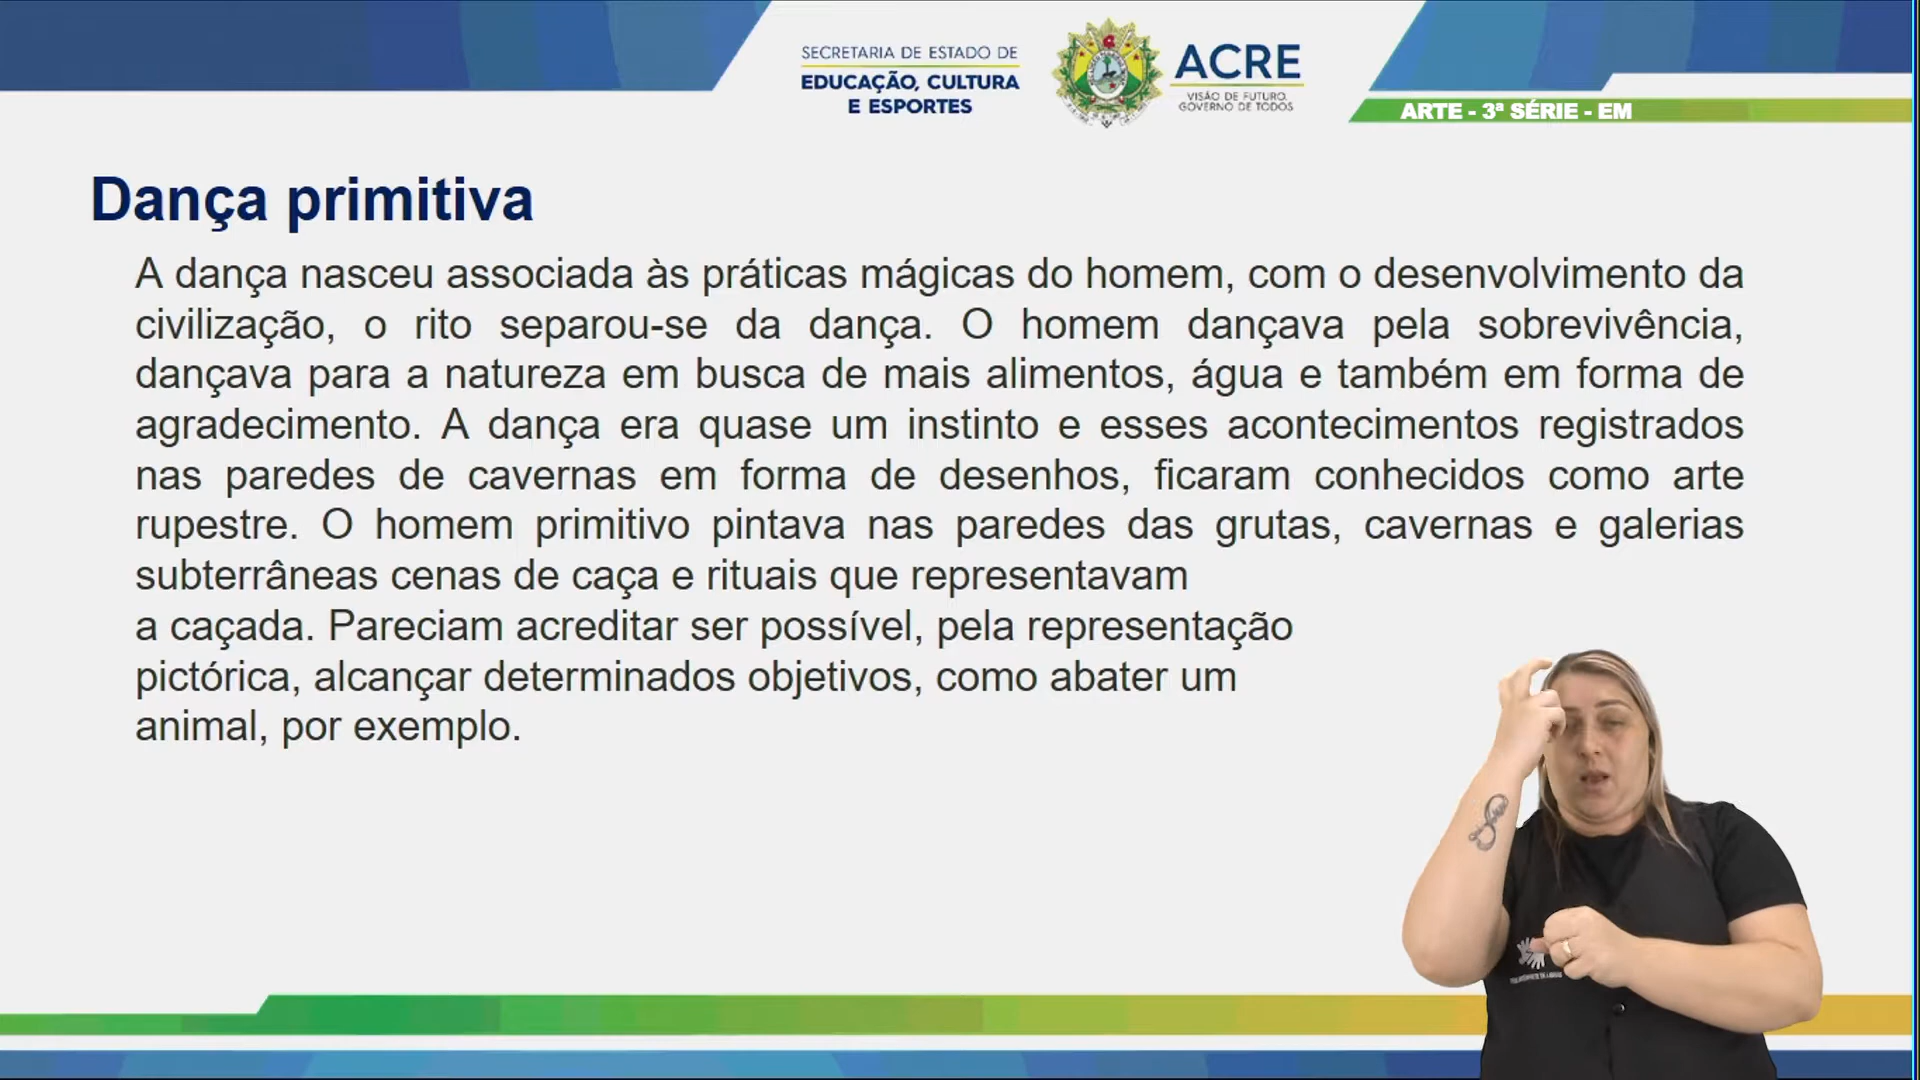 SECRETARIA DE ESTADO DE
EDUCAÇÃO, CULTURA
E ESPORTES
ACRE
VISÃO DE FUTURO,
GOVERNO DE TODOS
ARTE - 3ª SÉRIE - EM
Dança primitiva
A dança nasceu associada às práticas mágicas do homem, com o desenvolvimento da
civilização, o rito separou-se da dança. O homem dançava pela sobrevivência,
dançava para a natureza em busca de mais alimentos, água e também em forma de
agradecimento. A dança era quase um instinto e esses acontecimentos registrados
nas paredes de cavernas em forma de desenhos, ficaram conhecidos como arte
rupestre. O homem primitivo pintava nas paredes das grutas, cavernas e galerias
subterrâneas cenas de caça e rituais que representavam
a caçada. Pareciam acreditar ser possível, pela representação
pictórica, alcançar determinados objetivos, como abater um
animal, por exemplo.